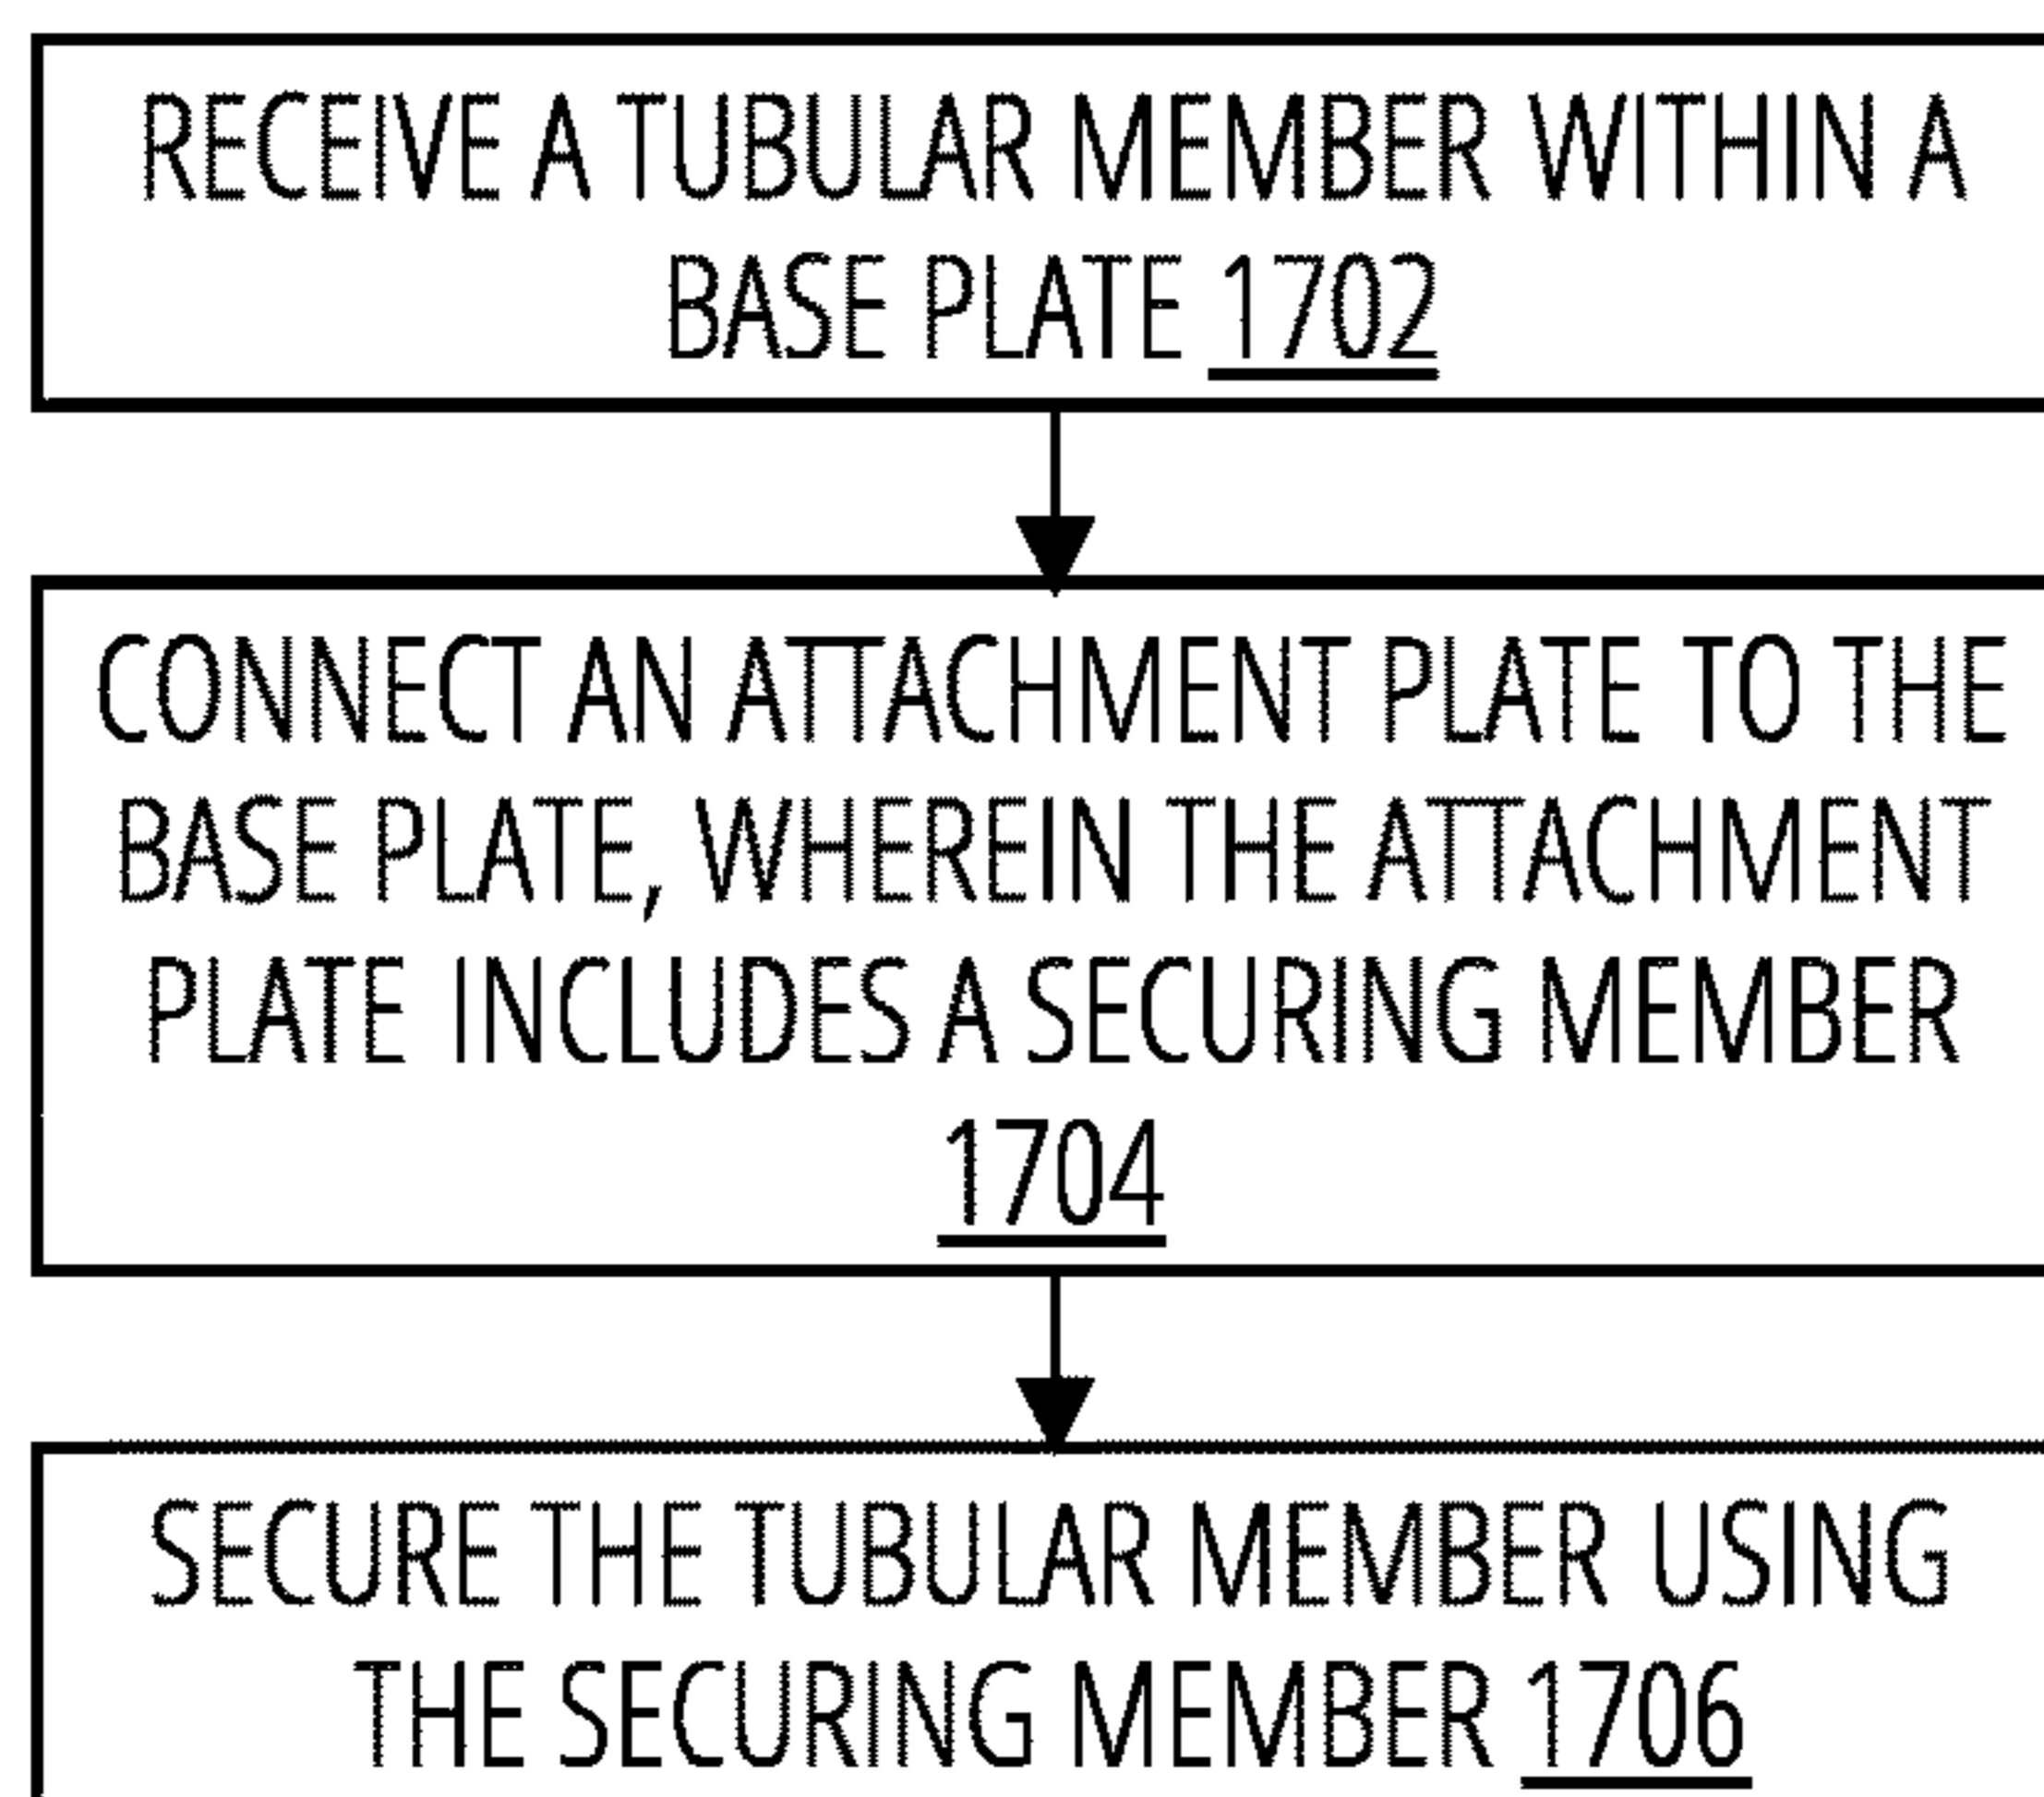 RECEIVE A TUBULAR MEMBER WITHIN A
BASE PLATE 1702
CONNECT AN ATTACHMENT PLATE TO THE
BASE PLATE, WHEREIN THE ATTACHMENT
PLATE INCLUDES A SECURING MEMBER
1704
SECURE THE TUBULAR MEMBER USING
THE SECURING MEMBER 1706